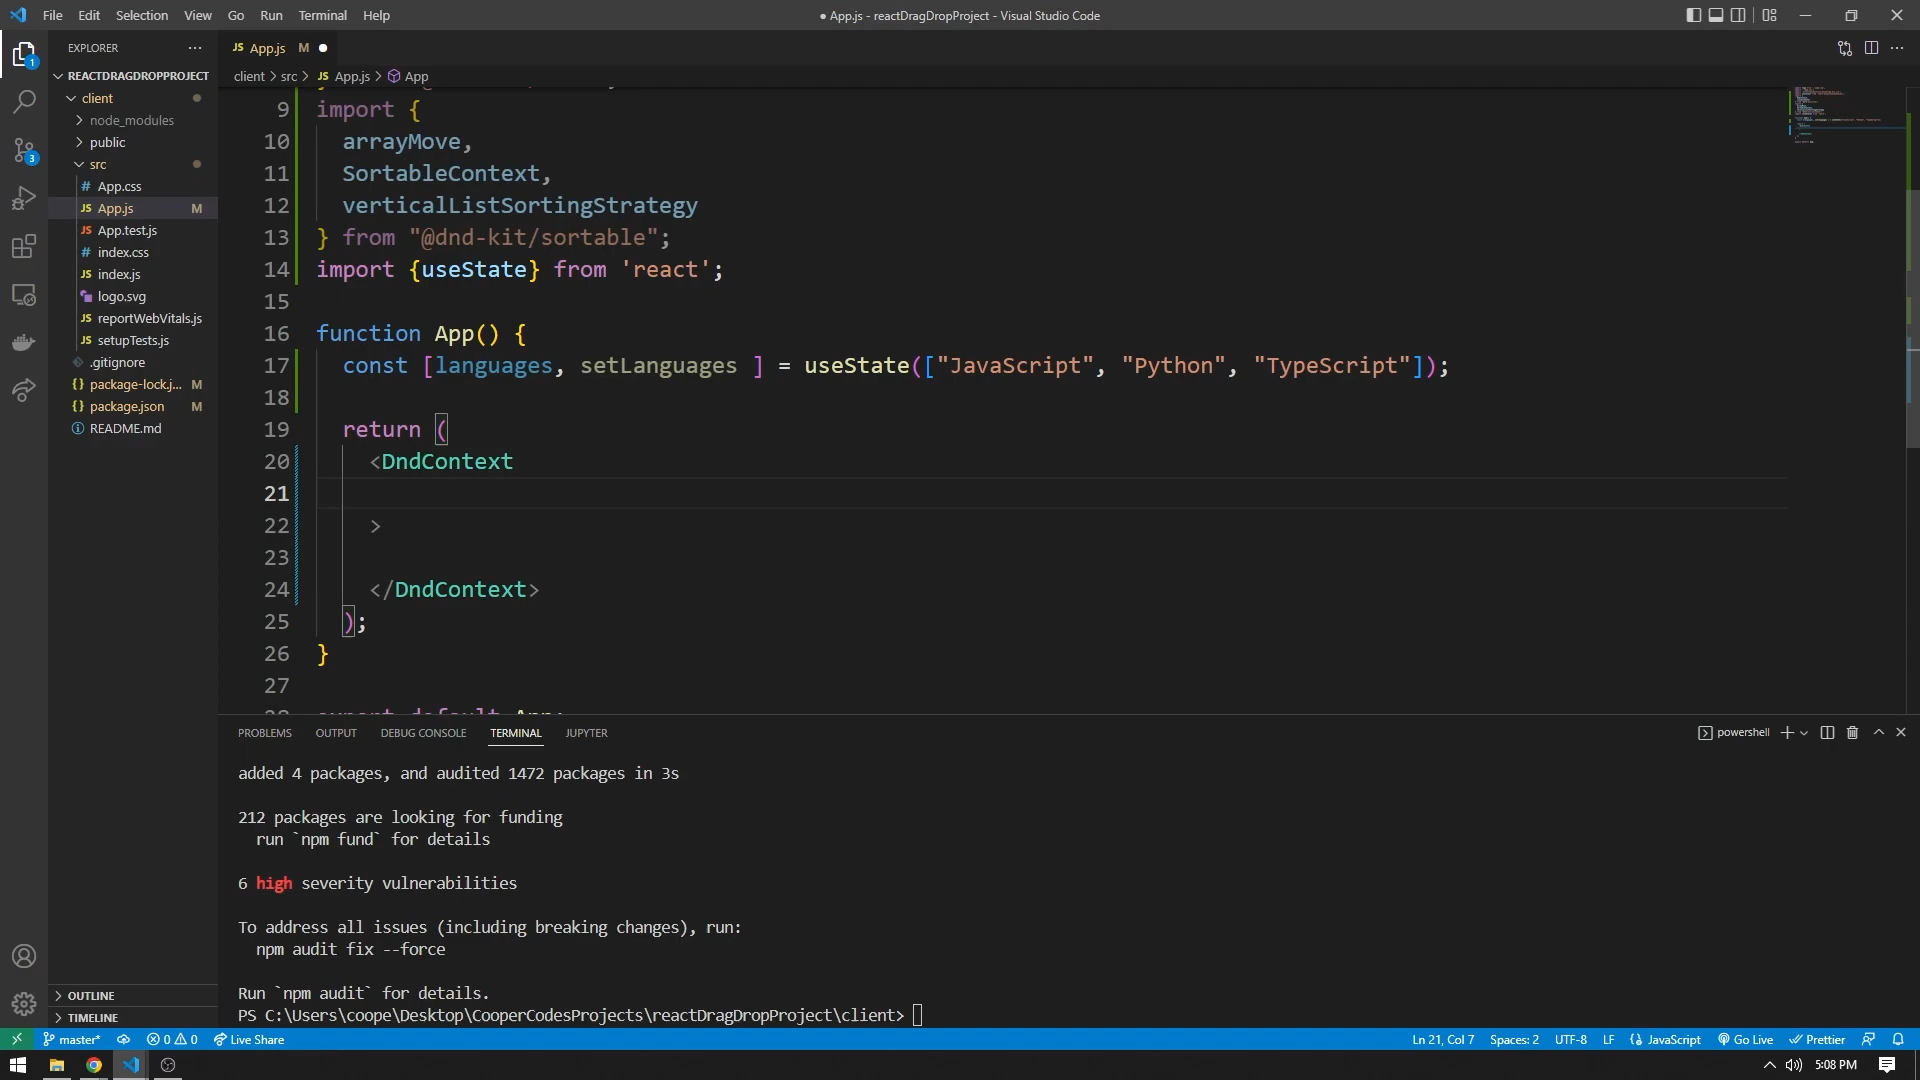 File Edit Selection View Go Run Terminal Help
● App.js - reactDragDropProject - Visual Studio Code
EXPLORER
REACTDRAGDROPPROJECT
client
node_modules
public
src
# App.css
JS App.js M
JS App.test.js
# index.css
JS index.js
logo.svg
JS reportWebVitals.js
JS setupTests.js
.gitignore
{} package-lock.j... M
{} package.json M
README.md
OUTLINE
TIMELINE
1
3
JS App.js M ●
client > src > JS App.js > App
9 import {
10 arrayMove,
11 SortableContext,
12 verticalListSortingStrategy
13 } from "@dnd-kit/sortable";
14 import {useState} from 'react';
15
16 function App() {
17 const [languages, setLanguages ] = useState(["JavaScript", "Python", "TypeScript"]);
18
19 return (
20 <DndContext
21
22 >
23
24 </DndContext>
25 );
26 }
27
28 export default App;
PROBLEMS OUTPUT DEBUG CONSOLE TERMINAL JUPYTER
powershell
added 4 packages, and audited 1472 packages in 3s
212 packages are looking for funding
run `npm fund` for details
6 high severity vulnerabilities
To address all issues (including breaking changes), run:
npm audit fix --force
Run `npm audit` for details.
PS C:\Users\coope\Desktop\CooperCodesProjects\reactDragDropProject\client>
master* 0 0 Live Share
Ln 21, Col 7 Spaces: 2 UTF-8 LF {} JavaScript Go Live Prettier
5:08 PM